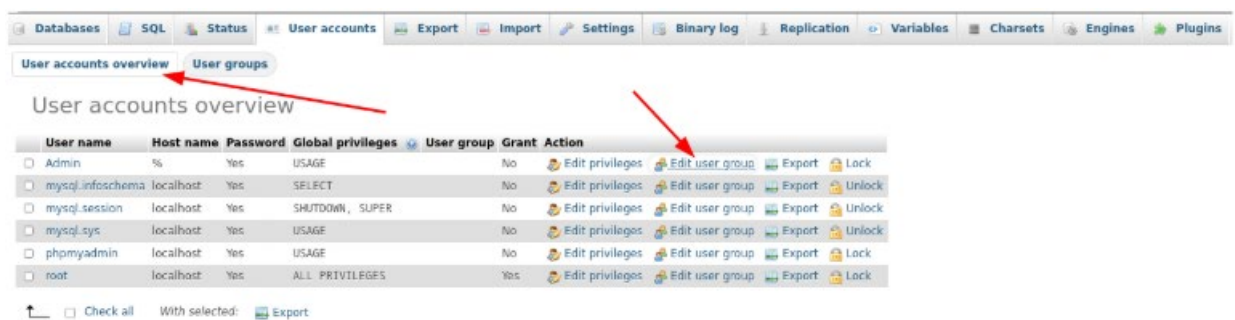 Databases SQL Status User accounts Export Import Settings Binary log Replication Variables Charsets Engines Plugins
User accounts overview User groups
User accounts overview
User name Host name Password Global privileges User group Grant Action
Admin % Yes USAGE No Edit privileges Edit user group Export Lock
mysql.infoschema localhost Yes SELECT No Edit privileges Edit user group Export Unlock
mysql.session localhost Yes SHUTDOWN, SUPER No Edit privileges Edit user group Export Unlock
mysql.sys localhost Yes USAGE No Edit privileges Edit user group Export Unlock
phpmyadmin localhost Yes USAGE No Edit privileges Edit user group Export Lock
root localhost Yes ALL PRIVILEGES Yes Edit privileges Edit user group Export Lock
Check all With selected: Export